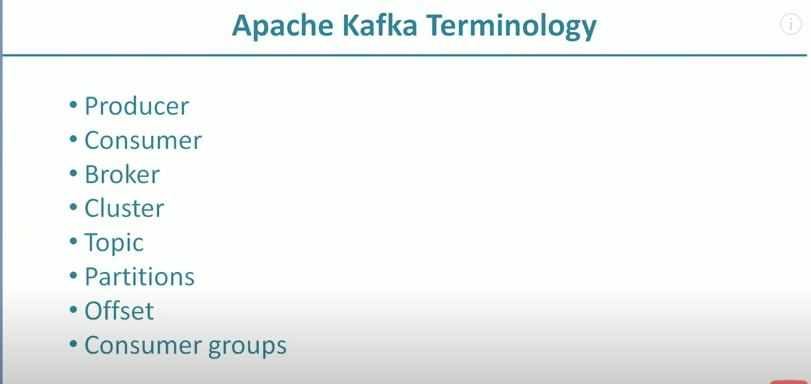 Apache Kafka Terminology
• Producer
• Consumer
• Broker
• Cluster
• Topic
• Partitions
• Offset
• Consumer groups